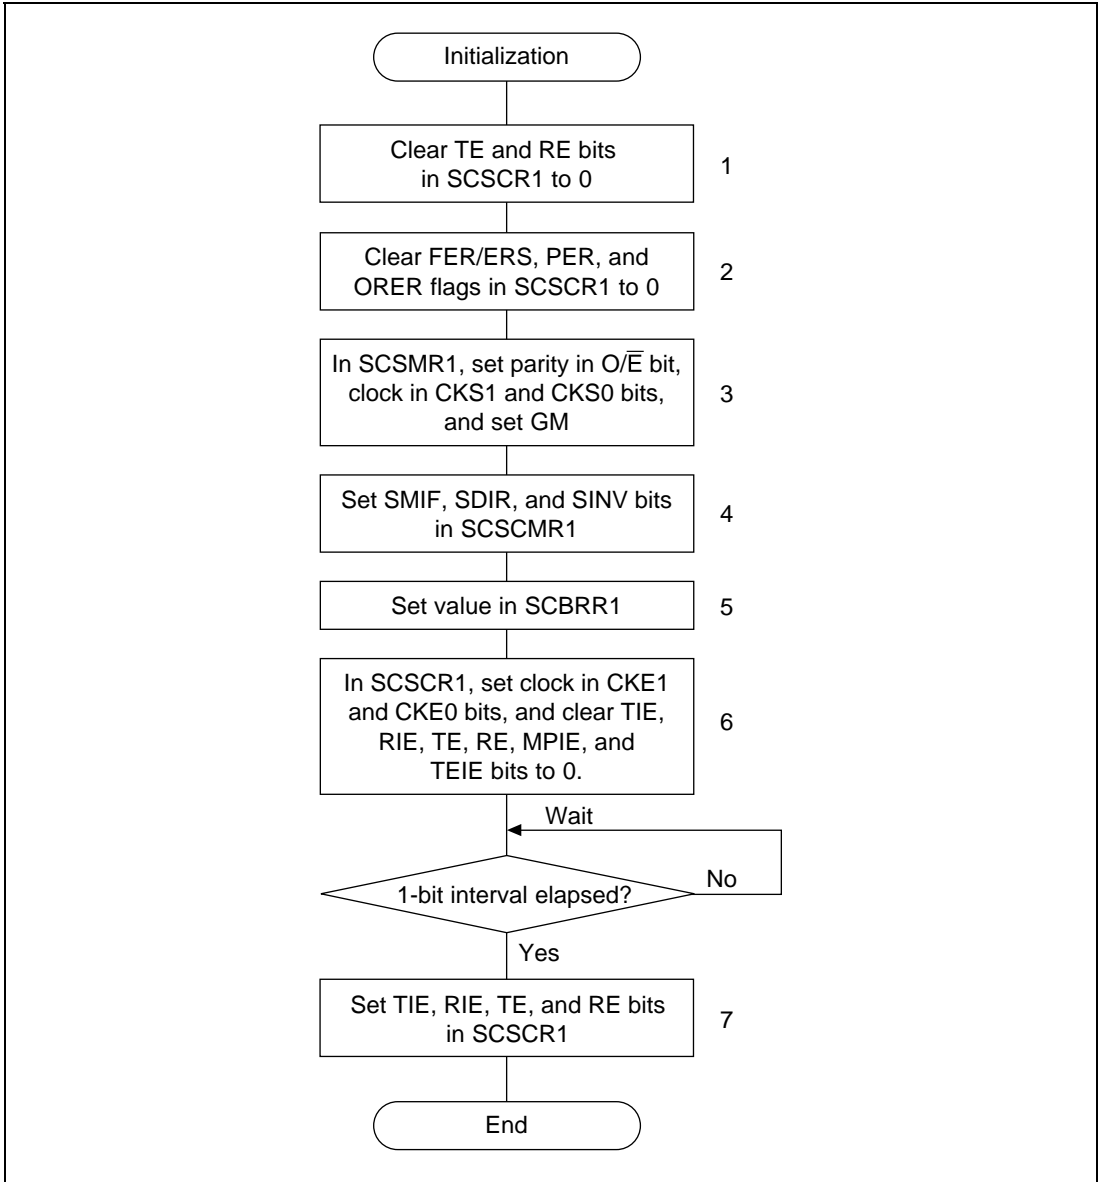 Initialization
Clear TE and RE bits
in SCSCR1 to 0
1
Clear FER/ERS, PER, and
ORER flags in SCSCR1 to 0
2
In SCSMR1, set parity in O/E̅ bit,
clock in CKS1 and CKS0 bits,
and set GM
3
Set SMIF, SDIR, and SINV bits
in SCSCMR1
4
Set value in SCBRR1
5
In SCSCR1, set clock in CKE1
and CKE0 bits, and clear TIE,
RIE, TE, RE, MPIE, and
TEIE bits to 0.
6
Wait
1-bit interval elapsed?
No
Yes
Set TIE, RIE, TE, and RE bits
in SCSCR1
7
End